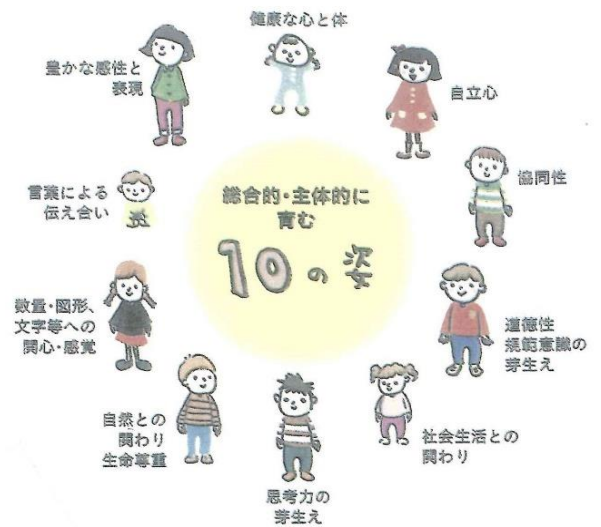 総合的・主体的に
育む
10の姿
健康な心と体
自立心
協同性
道徳性
規範意識の
芽生え
社会生活との
関わり
思考力の
芽生え
自然との
関わり
生命尊重
数量・図形、
文字等への
関心・感覚
言葉による
伝え合い
豊かな感性と
表現